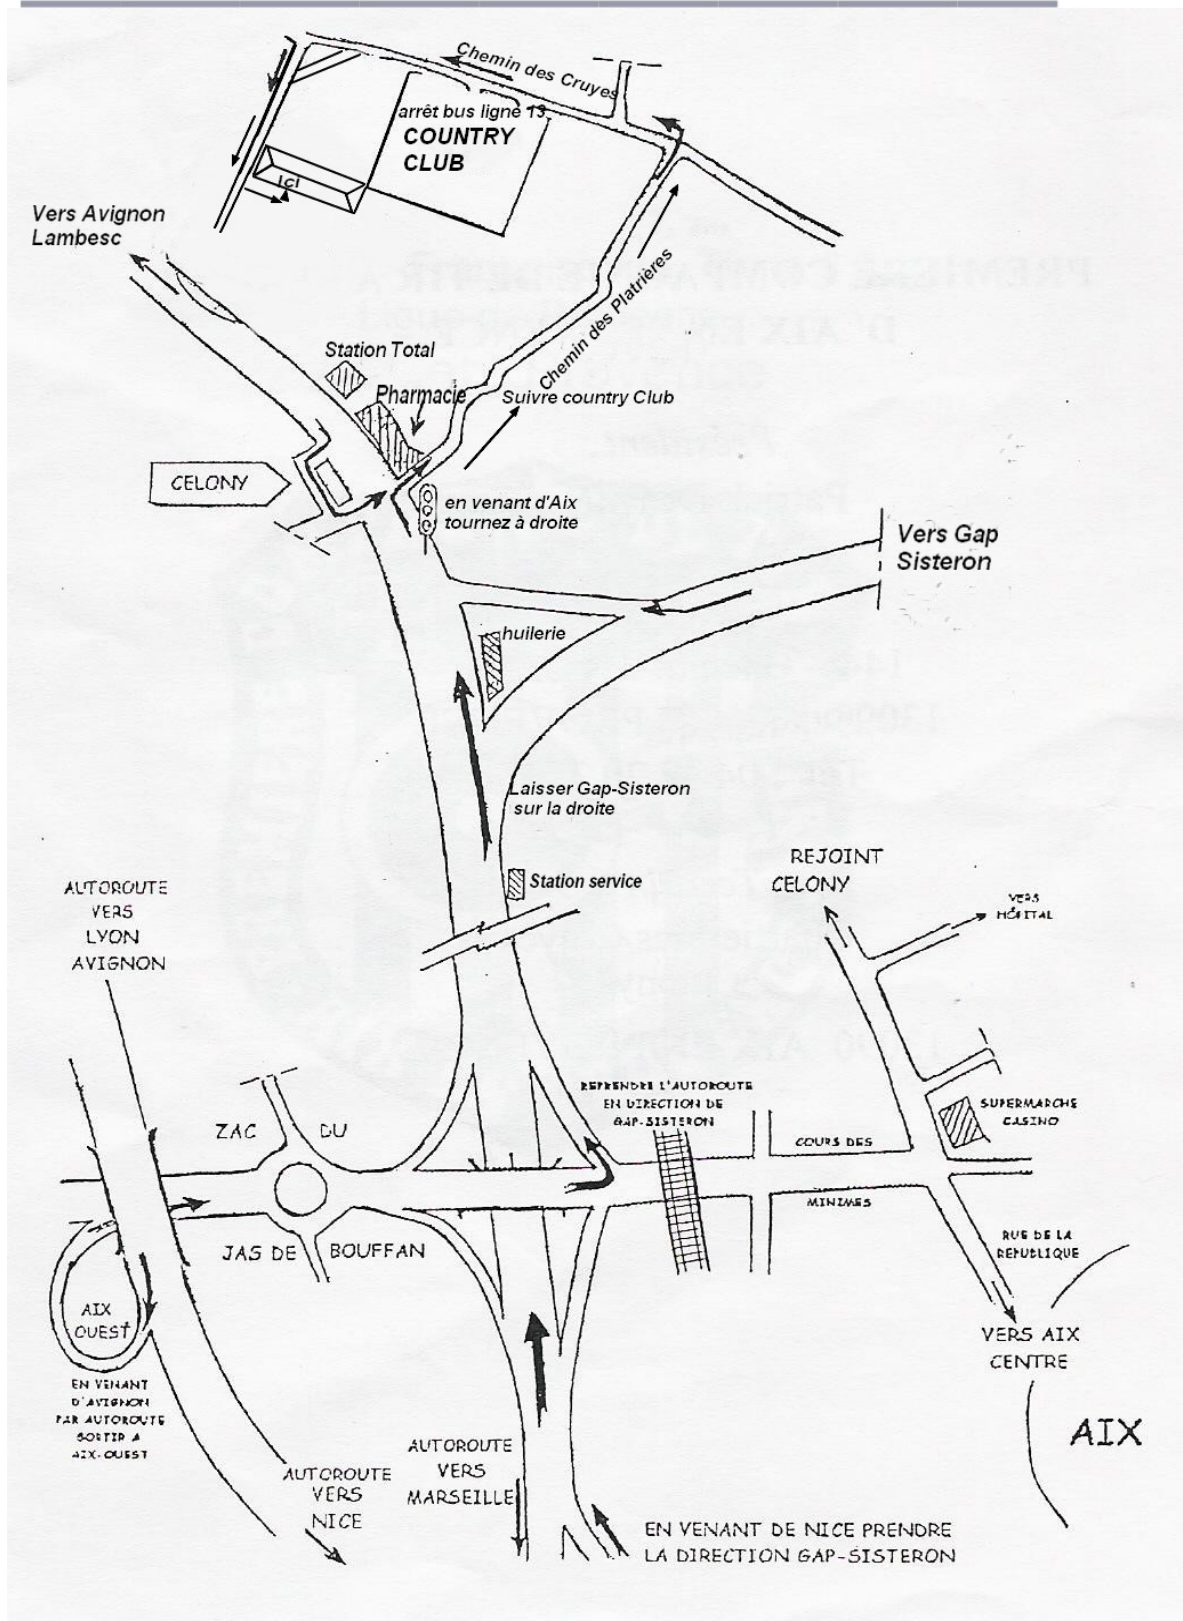 Chemin des Cruyes
arrêt bus ligne 13
COUNTRY
CLUB
ICI
Vers Avignon
Lambesc
Chemin des Platrières
Station Total
Pharmacie
Suivre country Club
CELONY
en venant d'Aix
tournez à droite
Vers Gap
Sisteron
huilerie
Laisser Gap-Sisteron
sur la droite
Station service
REJOINT
CELONY
VERS
HÔPITAL
AUTOROUTE
VERS
LYON
AVIGNON
REPRENDRE L'AUTOROUTE
EN DIRECTION DE
GAP-SISTERON
SUPERMARCHE
CASINO
ZAC DU
COURS DES
MINIMES
JAS DE BOUFFAN
RUE DE LA
REPUBLIQUE
AIX
OUEST
VERS AIX
CENTRE
EN VENANT
D'AVIGNON
PAR AUTOROUTE
SORTIR A
AIX-OUEST
AIX
AUTOROUTE
VERS
NICE
AUTOROUTE
VERS
MARSEILLE
EN VENANT DE NICE PRENDRE
LA DIRECTION GAP-SISTERON